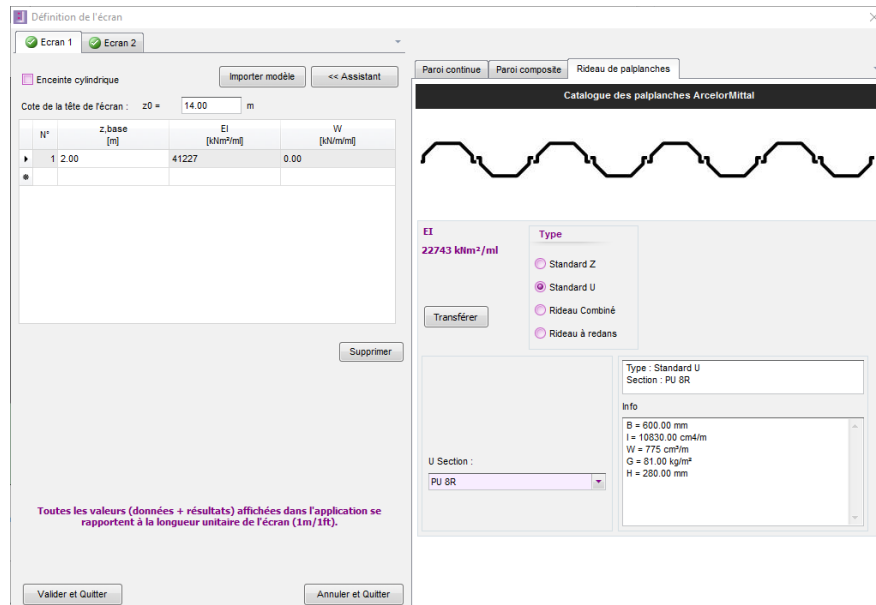 Définition de l'écran
Ecran 1
Ecran 2
Enceinte cylindrique
Importer modèle
<< Assistant
Cote de la tête de l'écran : z0 = 14.00 m
N° z,base [m] EI [kNm²/ml] W [kN/m/ml]
1 2.00 41227 0.00
Supprimer
Toutes les valeurs (données + résultats) affichées dans l'application se
rapportent à la longueur unitaire de l'écran (1m/1ft).
Valider et Quitter
Annuler et Quitter
Paroi continue
Paroi composite
Rideau de palplanches
Catalogue des palplanches ArcelorMittal
EI
22743 kNm²/ml
Transférer
Type
Standard Z
Standard U
Rideau Combiné
Rideau à redans
U Section :
PU 8R
Type : Standard U
Section : PU 8R
Info
B = 600.00 mm
I = 10830.00 cm4/m
W = 775 cm³/m
G = 81.00 kg/m²
H = 280.00 mm